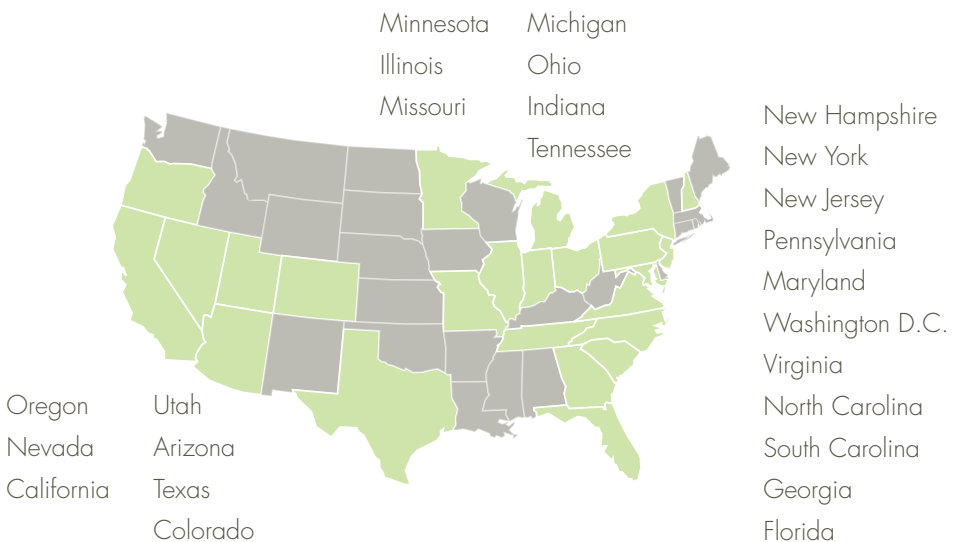 Minnesota
Illinois
Missouri
Michigan
Ohio
Indiana
Tennessee
New Hampshire
New York
New Jersey
Pennsylvania
Maryland
Washington D.C.
Virginia
North Carolina
South Carolina
Georgia
Florida
Oregon
Nevada
California
Utah
Arizona
Texas
Colorado